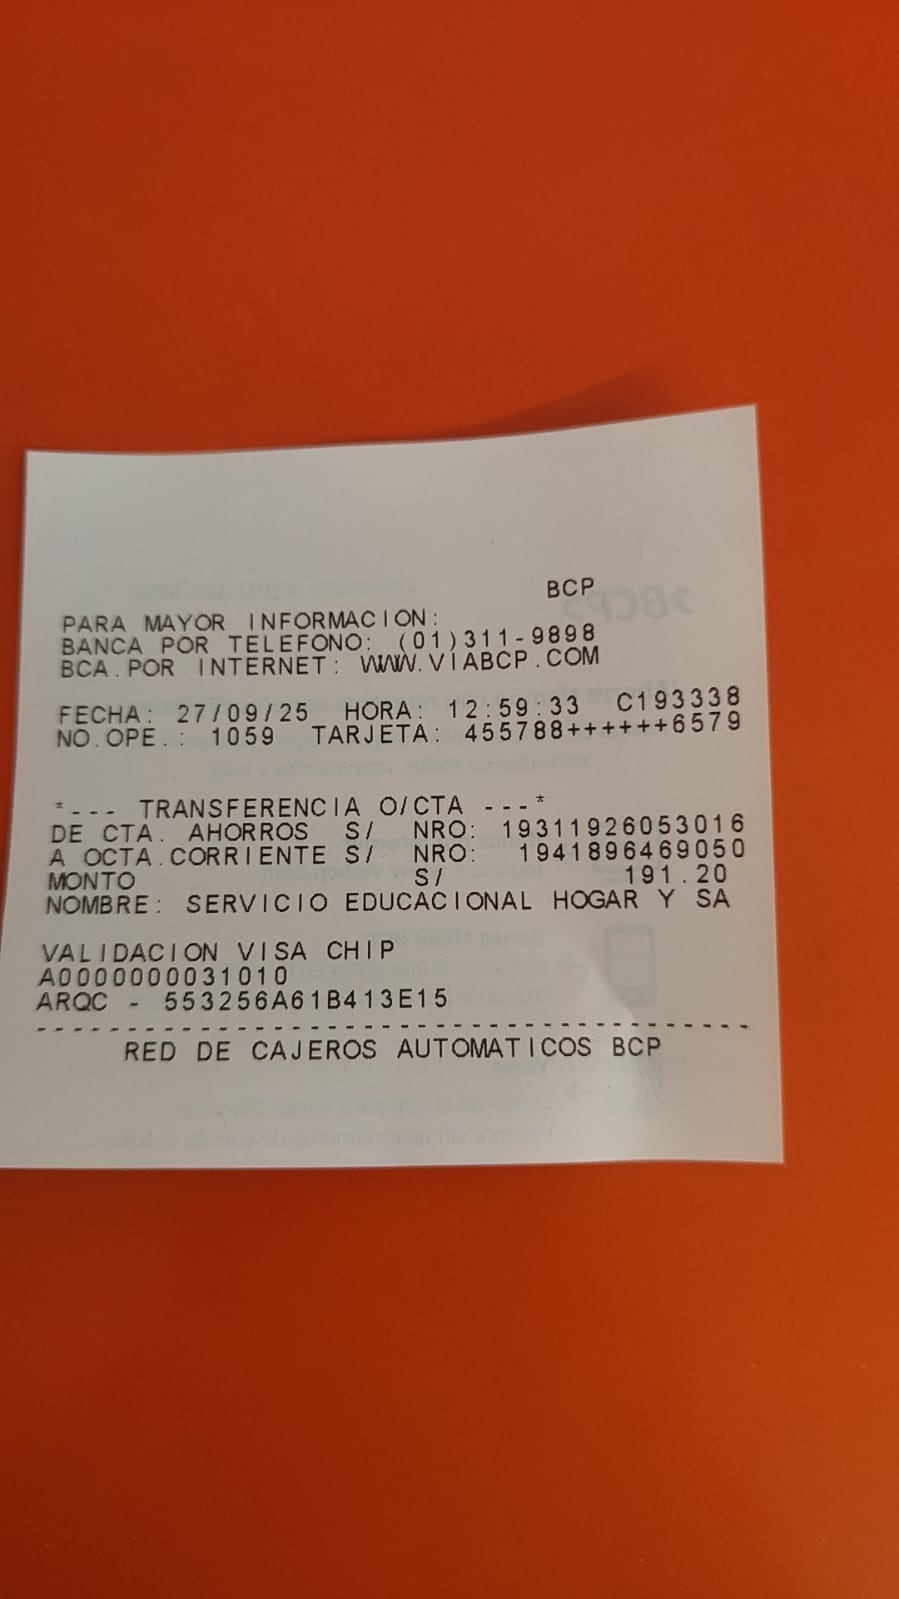 BCP
PARA MAYOR INFORMACION:
BANCA POR TELEFONO: (01)311-9898
BCA.POR INTERNET: WWW.VIABCP.COM
FECHA: 27/09/25 HORA: 12:59:33 C193338
NO.OPE.: 1059 TARJETA: 455788++++++6579
*--- TRANSFERENCIA O/CTA ---*
DE CTA. AHORROS S/ NRO: 19311926053016
A OCTA.CORRIENTE S/ NRO: 1941896469050
MONTO S/ 191.20
NOMBRE: SERVICIO EDUCACIONAL HOGAR Y SA
VALIDACION VISA CHIP
A0000000031010
ARQC - 553256A61B413E15
RED DE CAJEROS AUTOMATICOS BCP